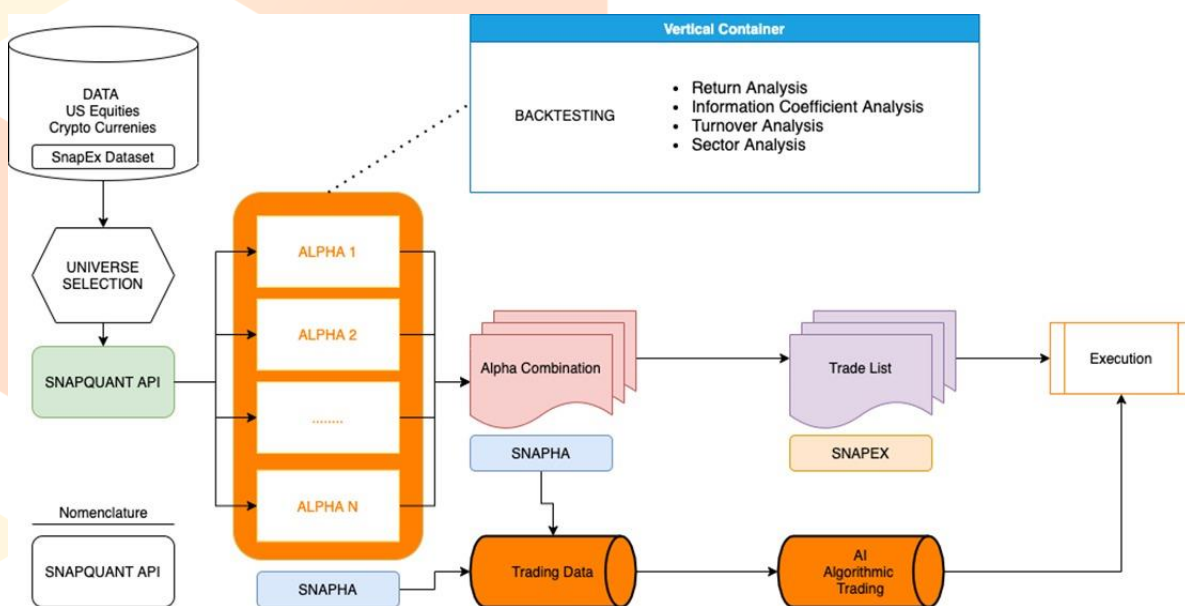 Vertical Container
BACKTESTING
• Return Analysis
• Information Coefficient Analysis
• Turnover Analysis
• Sector Analysis
DATA
US Equities
Crypto Currenies
SnapEx Dataset
UNIVERSE
SELECTION
SNAPQUANT API
ALPHA 1
ALPHA 2
........
ALPHA N
Alpha Combination
SNAPHA
Trade List
SNAPEX
Execution
Nomenclature
SNAPQUANT API
SNAPHA
Trading Data
AI
Algorithmic
Trading